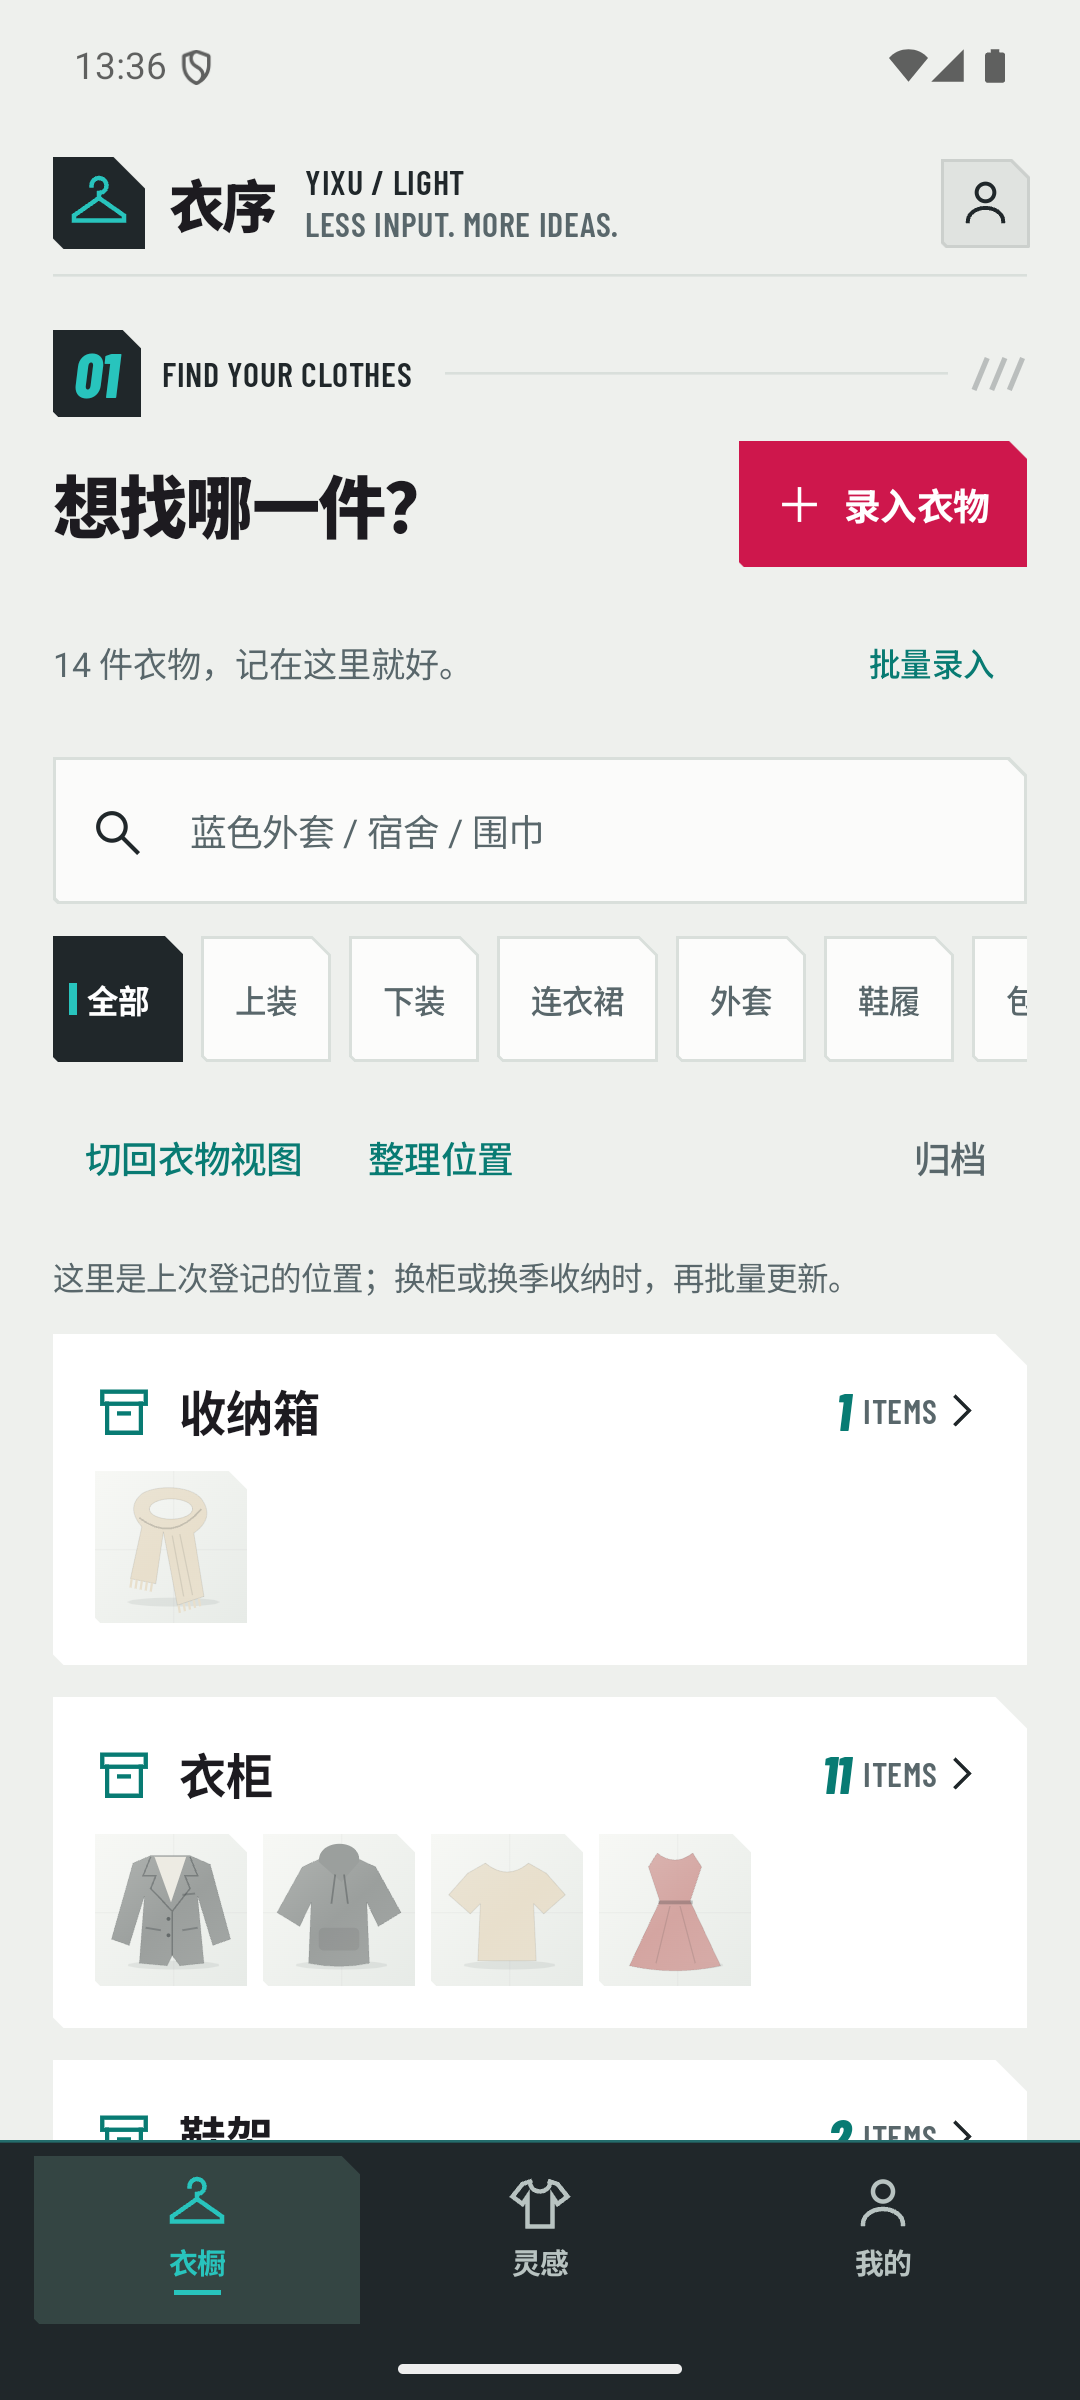 13:36
衣序
YIXU / LIGHT
LESS INPUT. MORE IDEAS.
01 FIND YOUR CLOTHES
想找哪一件？
录入衣物
14 件衣物，记在这里就好。
批量录入
蓝色外套 / 宿舍 / 围巾
全部 上装 下装 连衣裙 外套 鞋履 包
切回衣物视图 整理位置 归档
这里是上次登记的位置；换柜或换季收纳时，再批量更新。
收纳箱 1 ITEMS
衣柜 11 ITEMS
鞋架 2 ITEMS
衣橱 灵感 我的